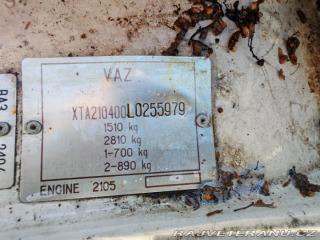 VAZ
XTA210400L0255979
1510 kg
2810 kg
1-700 kg
2-890 kg
ENGINE 2105
RAJVETERANU.CZ